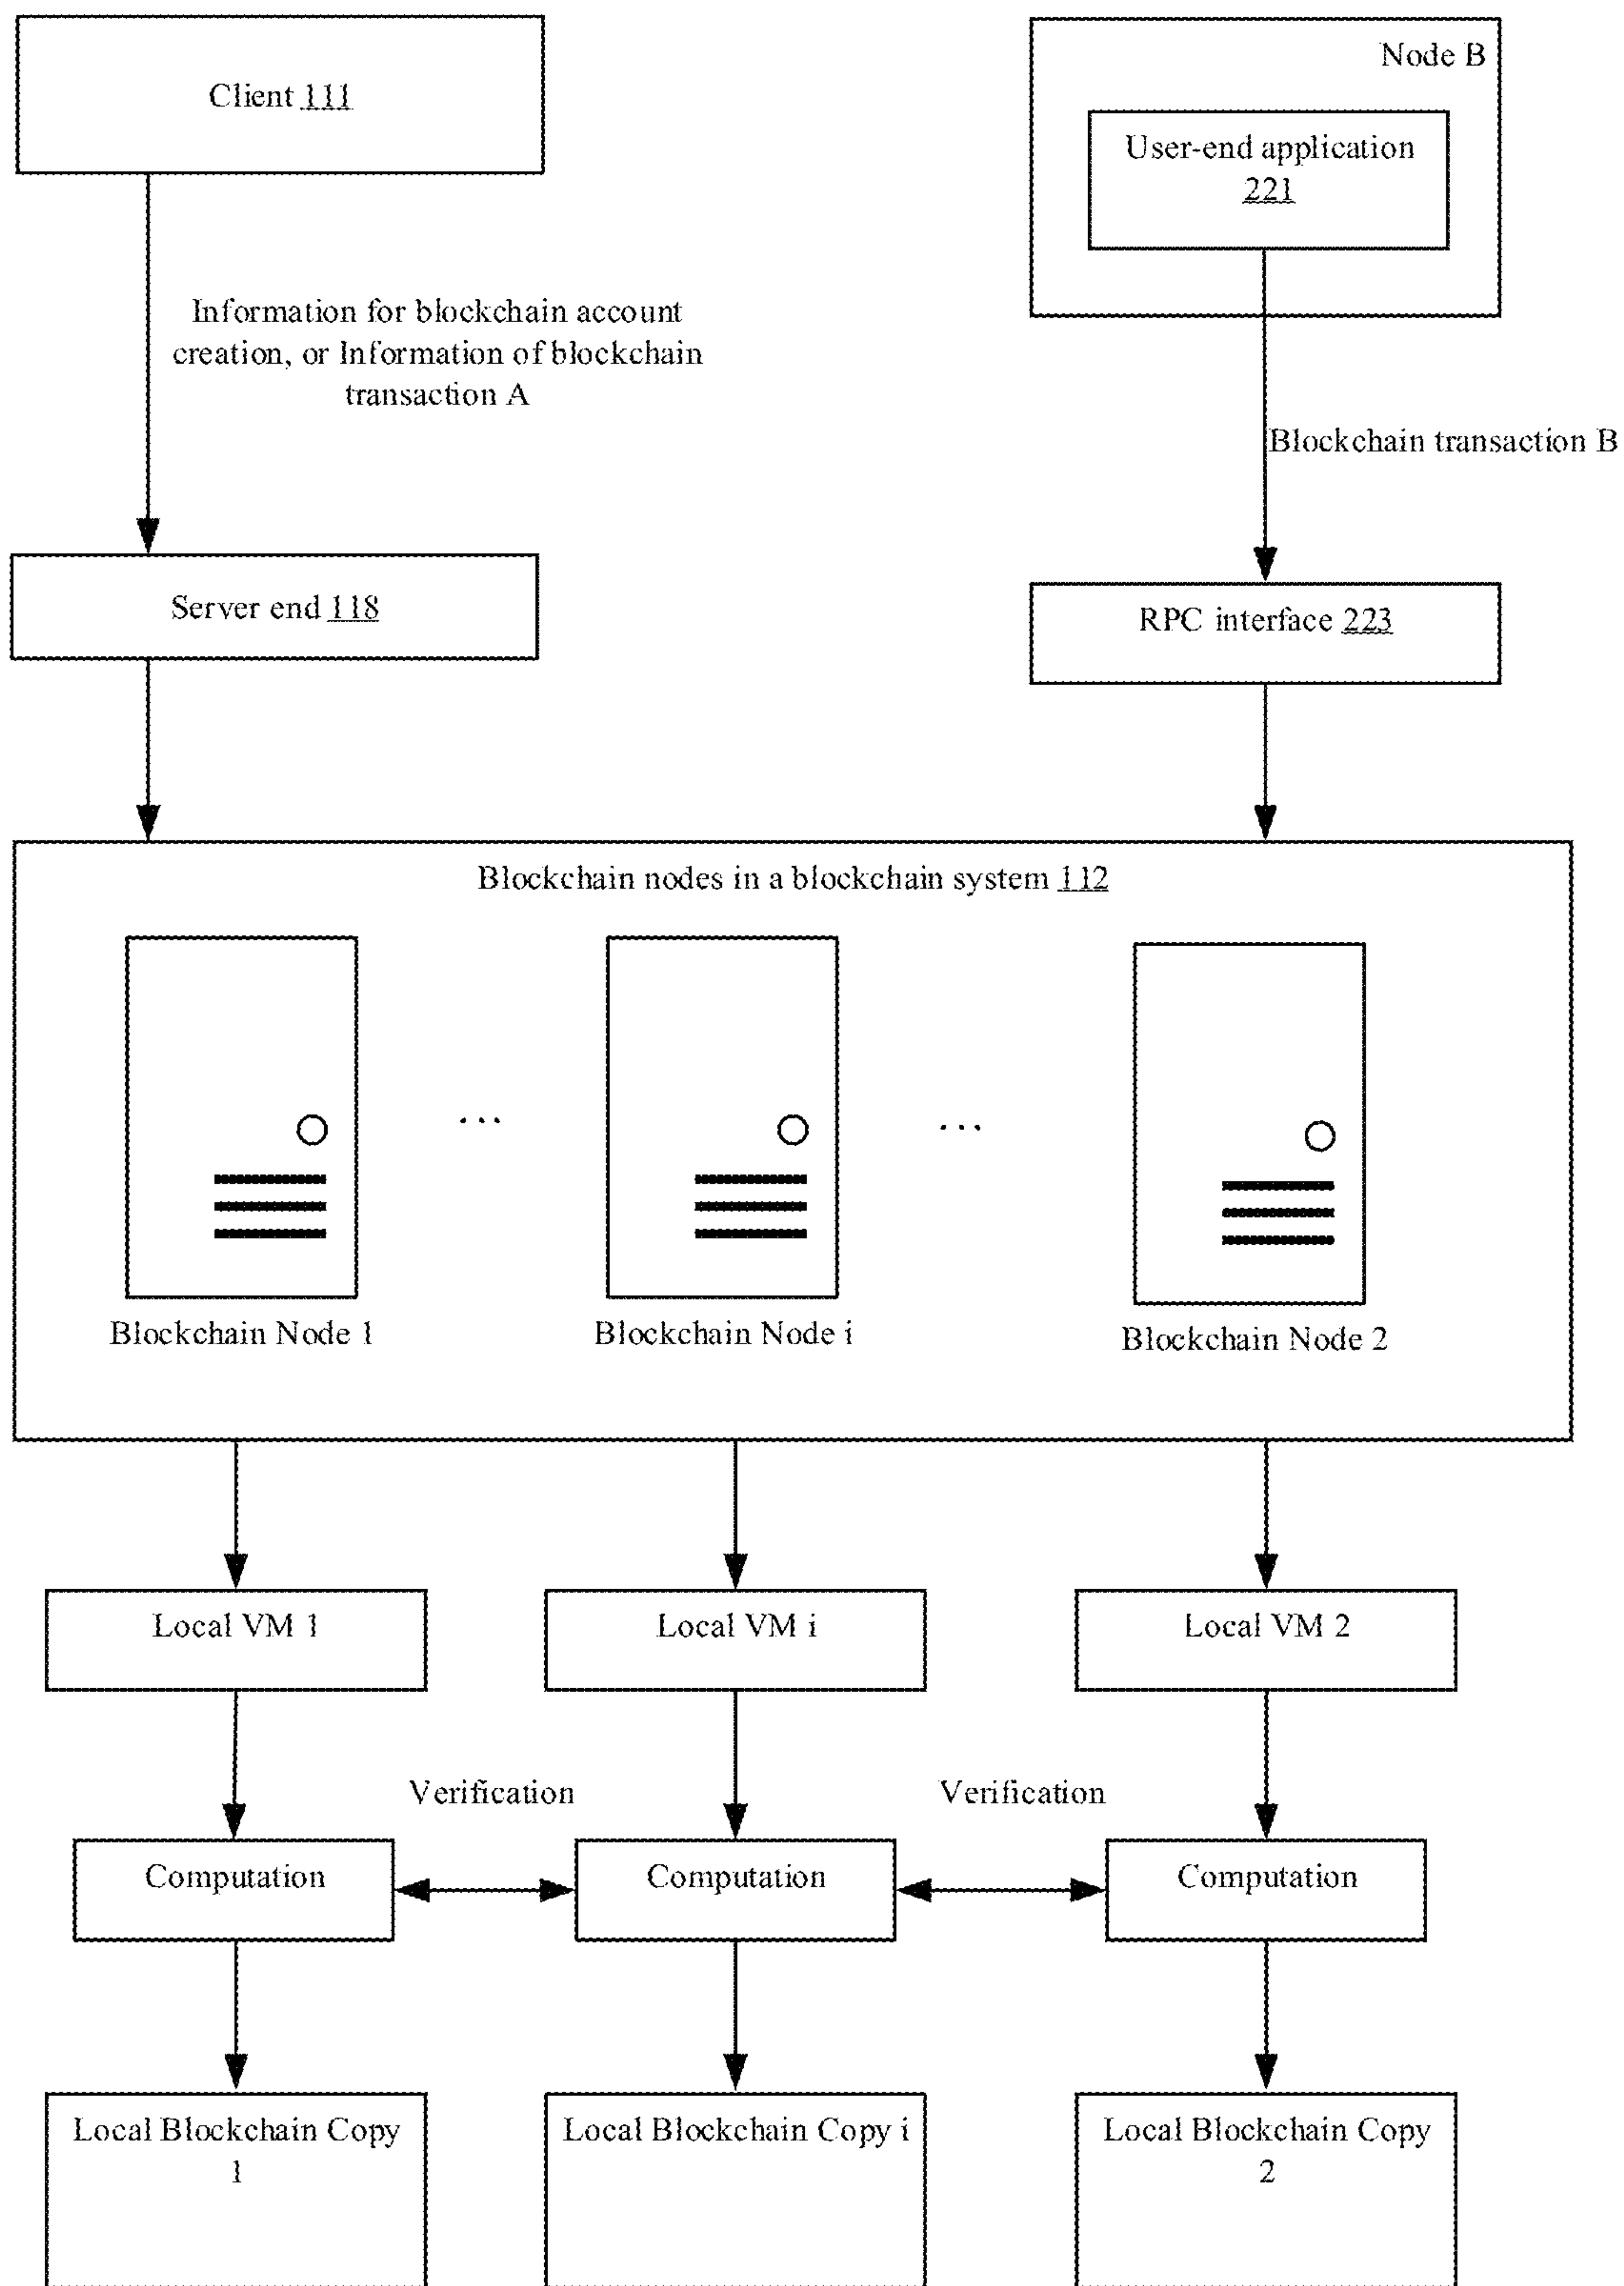 Client 111
Node B
User-end application
221
Information for blockchain account
creation, or Information of blockchain
transaction A
Blockchain transaction B
Server end 118
RPC interface 223
Blockchain nodes in a blockchain system 112
...
...
Blockchain Node 1
Blockchain Node i
Blockchain Node 2
Local VM 1
Local VM i
Local VM 2
Verification
Verification
Computation
Computation
Computation
Local Blockchain Copy
1
Local Blockchain Copy i
Local Blockchain Copy
2